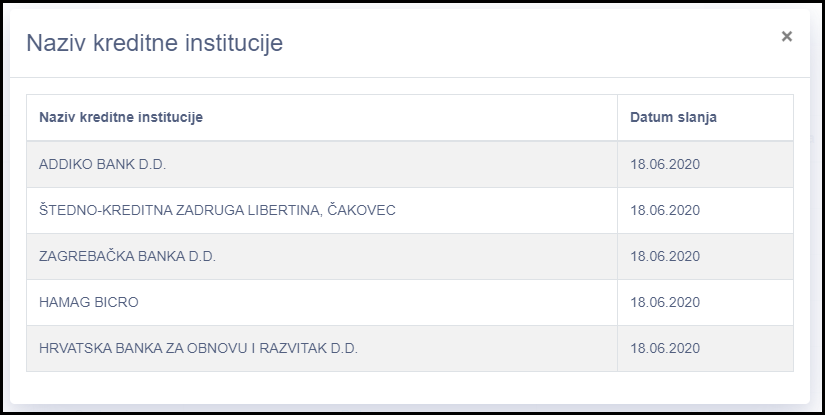 Naziv kreditne institucije
×
Naziv kreditne institucije Datum slanja
ADDIKO BANK D.D. 18.06.2020
ŠTEDNO-KREDITNA ZADRUGA LIBERTINA, ČAKOVEC 18.06.2020
ZAGREBAČKA BANKA D.D. 18.06.2020
HAMAG BICRO 18.06.2020
HRVATSKA BANKA ZA OBNOVU I RAZVITAK D.D. 18.06.2020